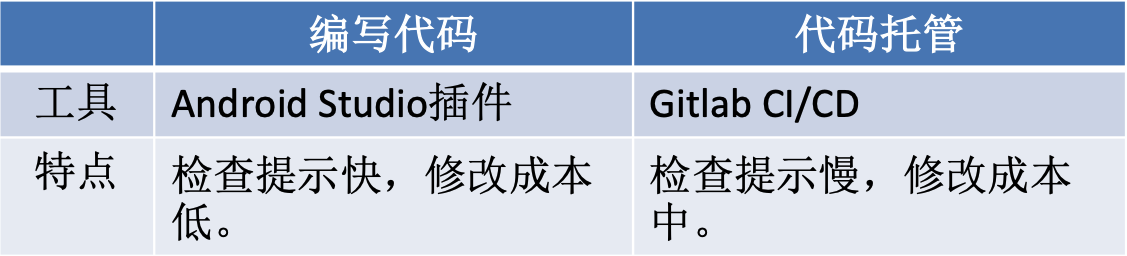 编写代码
代码托管
工具
Android Studio插件
Gitlab CI/CD
特点
检查提示快，修改成本
低。
检查提示慢，修改成本
中。